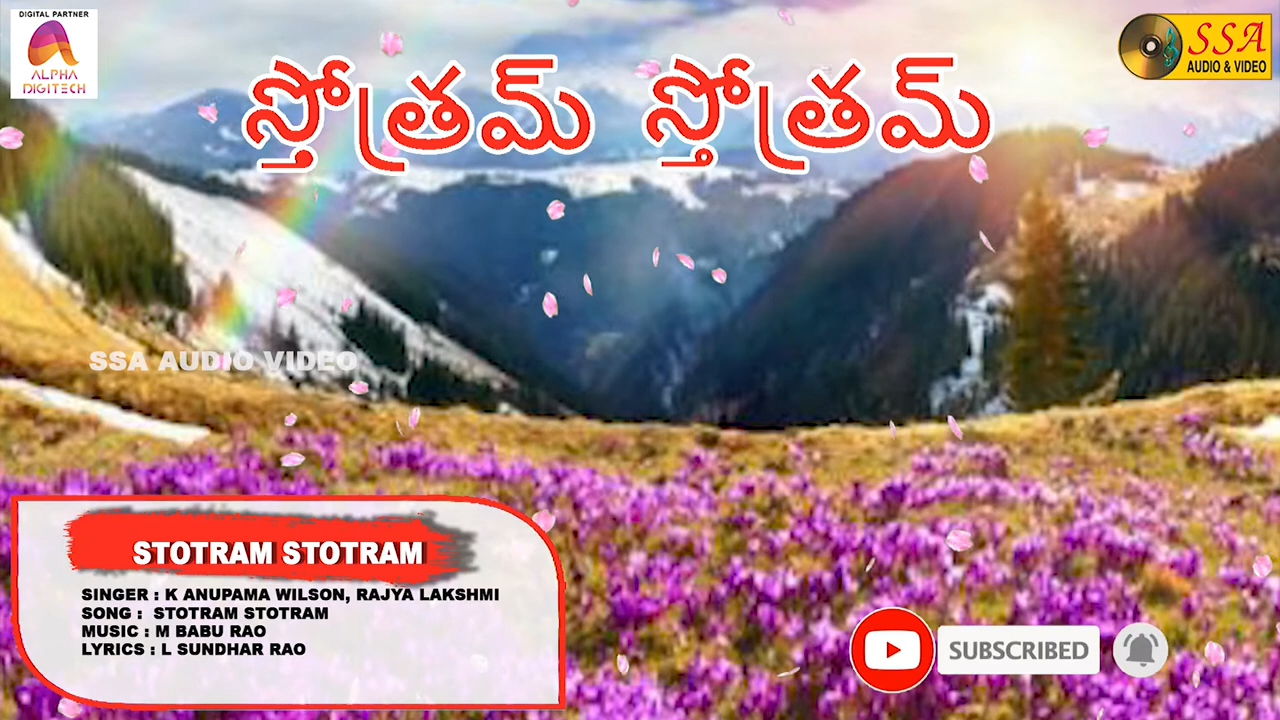 DIGITAL PARTNER
ALPHA
DIGITECH
SSA
AUDIO & VIDEO
స్తోత్రమ్ స్తోత్రమ్
SSA AUDIO VIDEO
STOTRAM STOTRAM
SINGER : K ANUPAMA WILSON, RAJYA LAKSHMI
SONG : STOTRAM STOTRAM
MUSIC : M BABU RAO
LYRICS : L SUNDHAR RAO
SUBSCRIBED